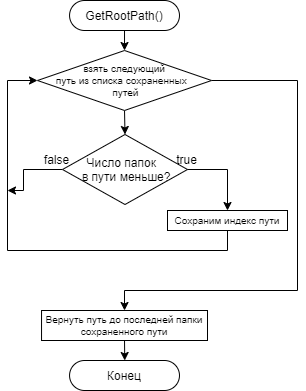 GetRootPath()
взять следующий
путь из списка сохраненных
путей
false
true
Число папок
в пути меньше?
Сохраним индекс пути
Вернуть путь до последней папки
сохраненного пути
Конец